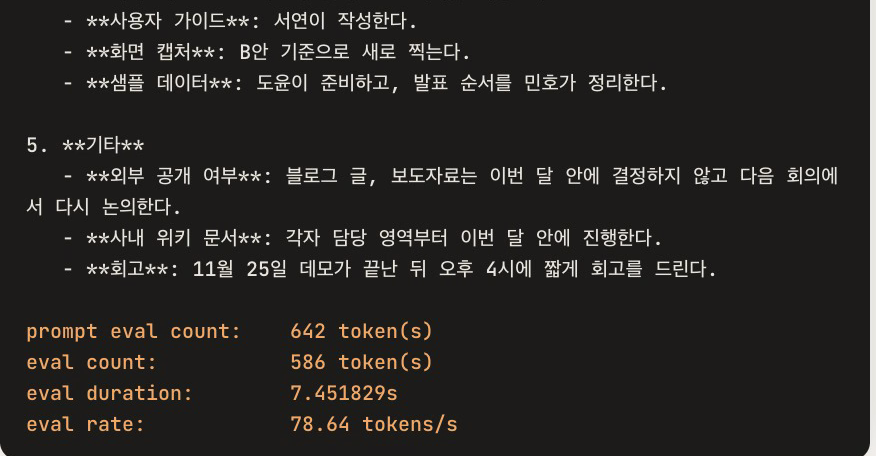 - **사용자 가이드**: 서연이 작성한다.
- **화면 캡처**: B안 기준으로 새로 찍는다.
- **샘플 데이터**: 도윤이 준비하고, 발표 순서를 민호가 정리한다.
5. **기타**
- **외부 공개 여부**: 블로그 글, 보도자료는 이번 달 안에 결정하지 않고 다음 회의에
서 다시 논의한다.
- **사내 위키 문서**: 각자 담당 영역부터 이번 달 안에 진행한다.
- **회고**: 11월 25일 데모가 끝난 뒤 오후 4시에 짧게 회고를 드린다.
prompt eval count: 642 token(s)
eval count: 586 token(s)
eval duration: 7.451829s
eval rate: 78.64 tokens/s